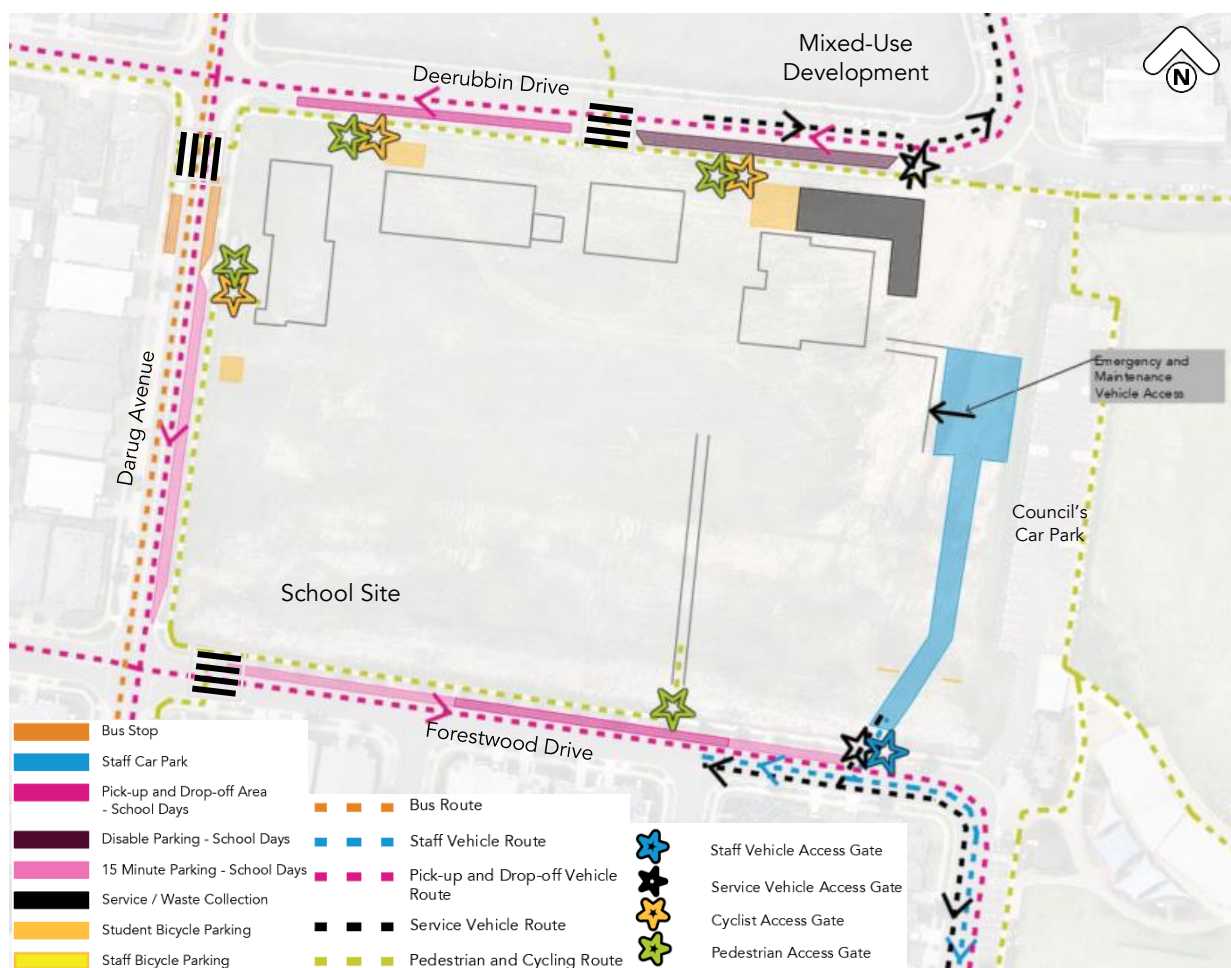 Mixed-Use
Development
N
Deerubbin Drive
Darug Avenue
Emergency and
Maintenance
Vehicle Access
Council's
Car Park
School Site
Forestwood Drive
Bus Stop
Staff Car Park
Pick-up and Drop-off Area
- School Days
Disable Parking - School Days
15 Minute Parking - School Days
Service / Waste Collection
Student Bicycle Parking
Staff Bicycle Parking
Bus Route
Staff Vehicle Route
Pick-up and Drop-off Vehicle
Route
Service Vehicle Route
Pedestrian and Cycling Route
Staff Vehicle Access Gate
Service Vehicle Access Gate
Cyclist Access Gate
Pedestrian Access Gate